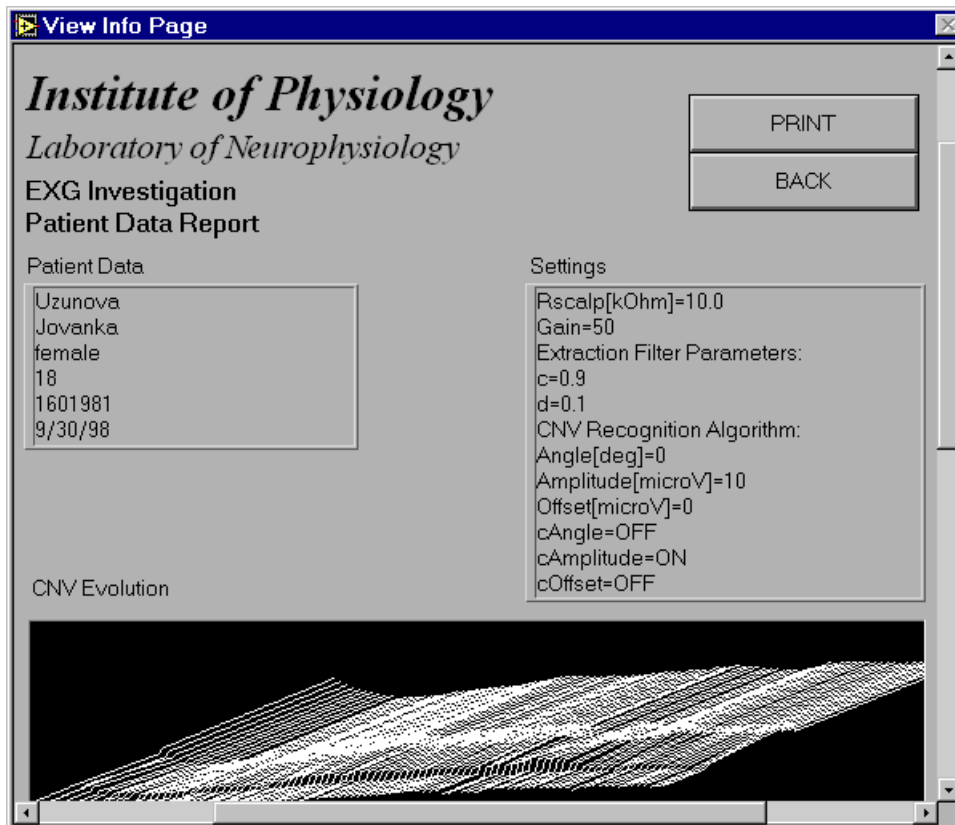 View Info Page
Institute of Physiology
Laboratory of Neurophysiology
EXG Investigation
Patient Data Report
PRINT
BACK
Patient Data
Uzunova
Jovanka
female
18
1601981
9/30/98
Settings
Rscalp[kOhm]=10.0
Gain=50
Extraction Filter Parameters:
c=0.9
d=0.1
CNV Recognition Algorithm:
Angle[deg]=0
Amplitude[microV]=10
Offset[microV]=0
cAngle=OFF
cAmplitude=ON
cOffset=OFF
CNV Evolution